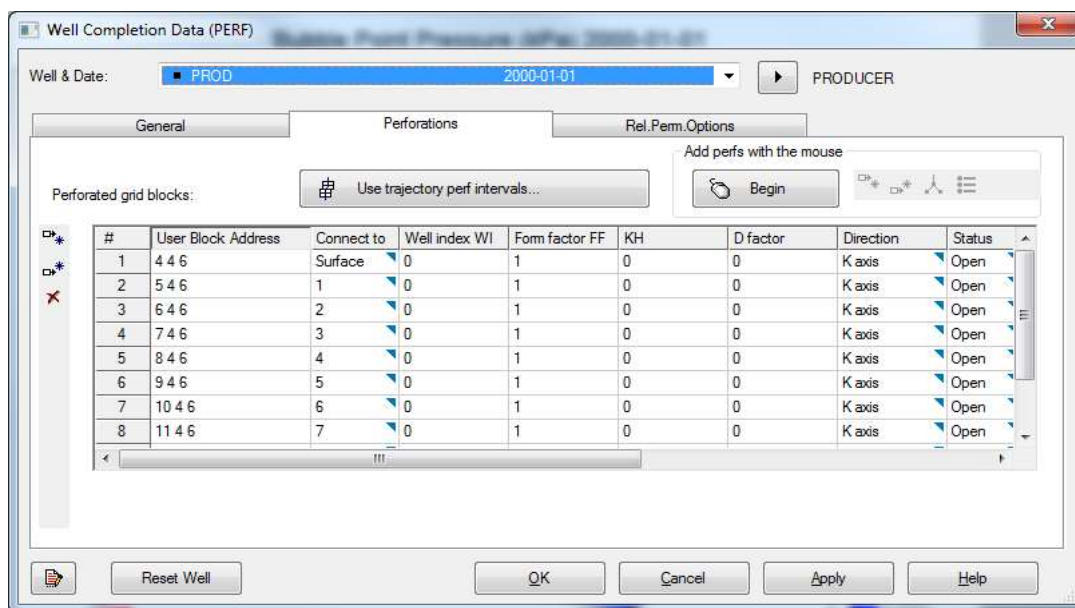 Well Completion Data (PERF)
Bubble Point Pressure (kPa) 2000-01-01
Well & Date: PROD 2000-01-01 PRODUCER
General Perforations Rel.Perm.Options
Add perfs with the mouse
Perforated grid blocks: Use trajectory perf intervals... Begin
# User Block Address Connect to Well index WI Form factor FF KH D factor Direction Status
1 4 4 6 Surface 0 1 0 0 K axis Open
2 5 4 6 1 0 1 0 0 K axis Open
3 6 4 6 2 0 1 0 0 K axis Open
4 7 4 6 3 0 1 0 0 K axis Open
5 8 4 6 4 0 1 0 0 K axis Open
6 9 4 6 5 0 1 0 0 K axis Open
7 10 4 6 6 0 1 0 0 K axis Open
8 11 4 6 7 0 1 0 0 K axis Open
Reset Well OK Cancel Apply Help